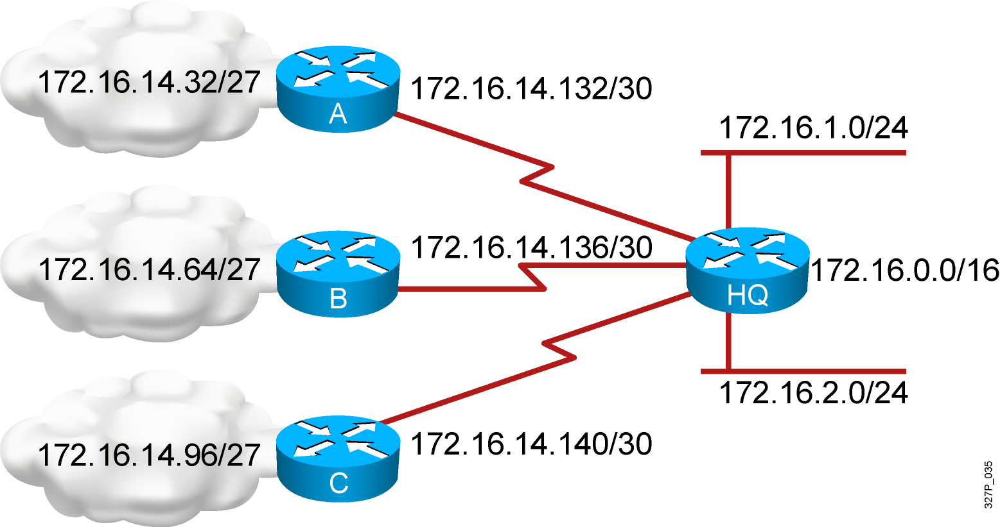 172.16.14.32/27
A
172.16.14.132/30
172.16.1.0/24
172.16.14.64/27
B
172.16.14.136/30
HQ
172.16.0.0/16
172.16.2.0/24
172.16.14.96/27
C
172.16.14.140/30
327P_035